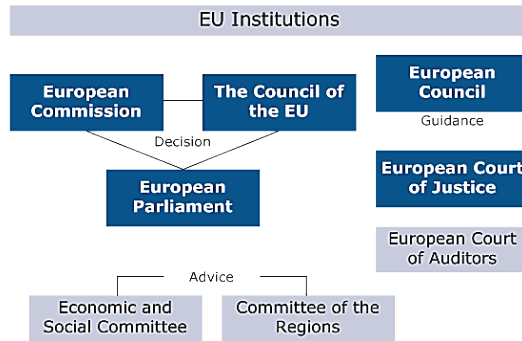 EU Institutions
European
Commission
The Council of
the EU
European
Council
Guidance
Decision
European
Parliament
European Court
of Justice
European Court
of Auditors
Advice
Economic and
Social Committee
Committee of the
Regions